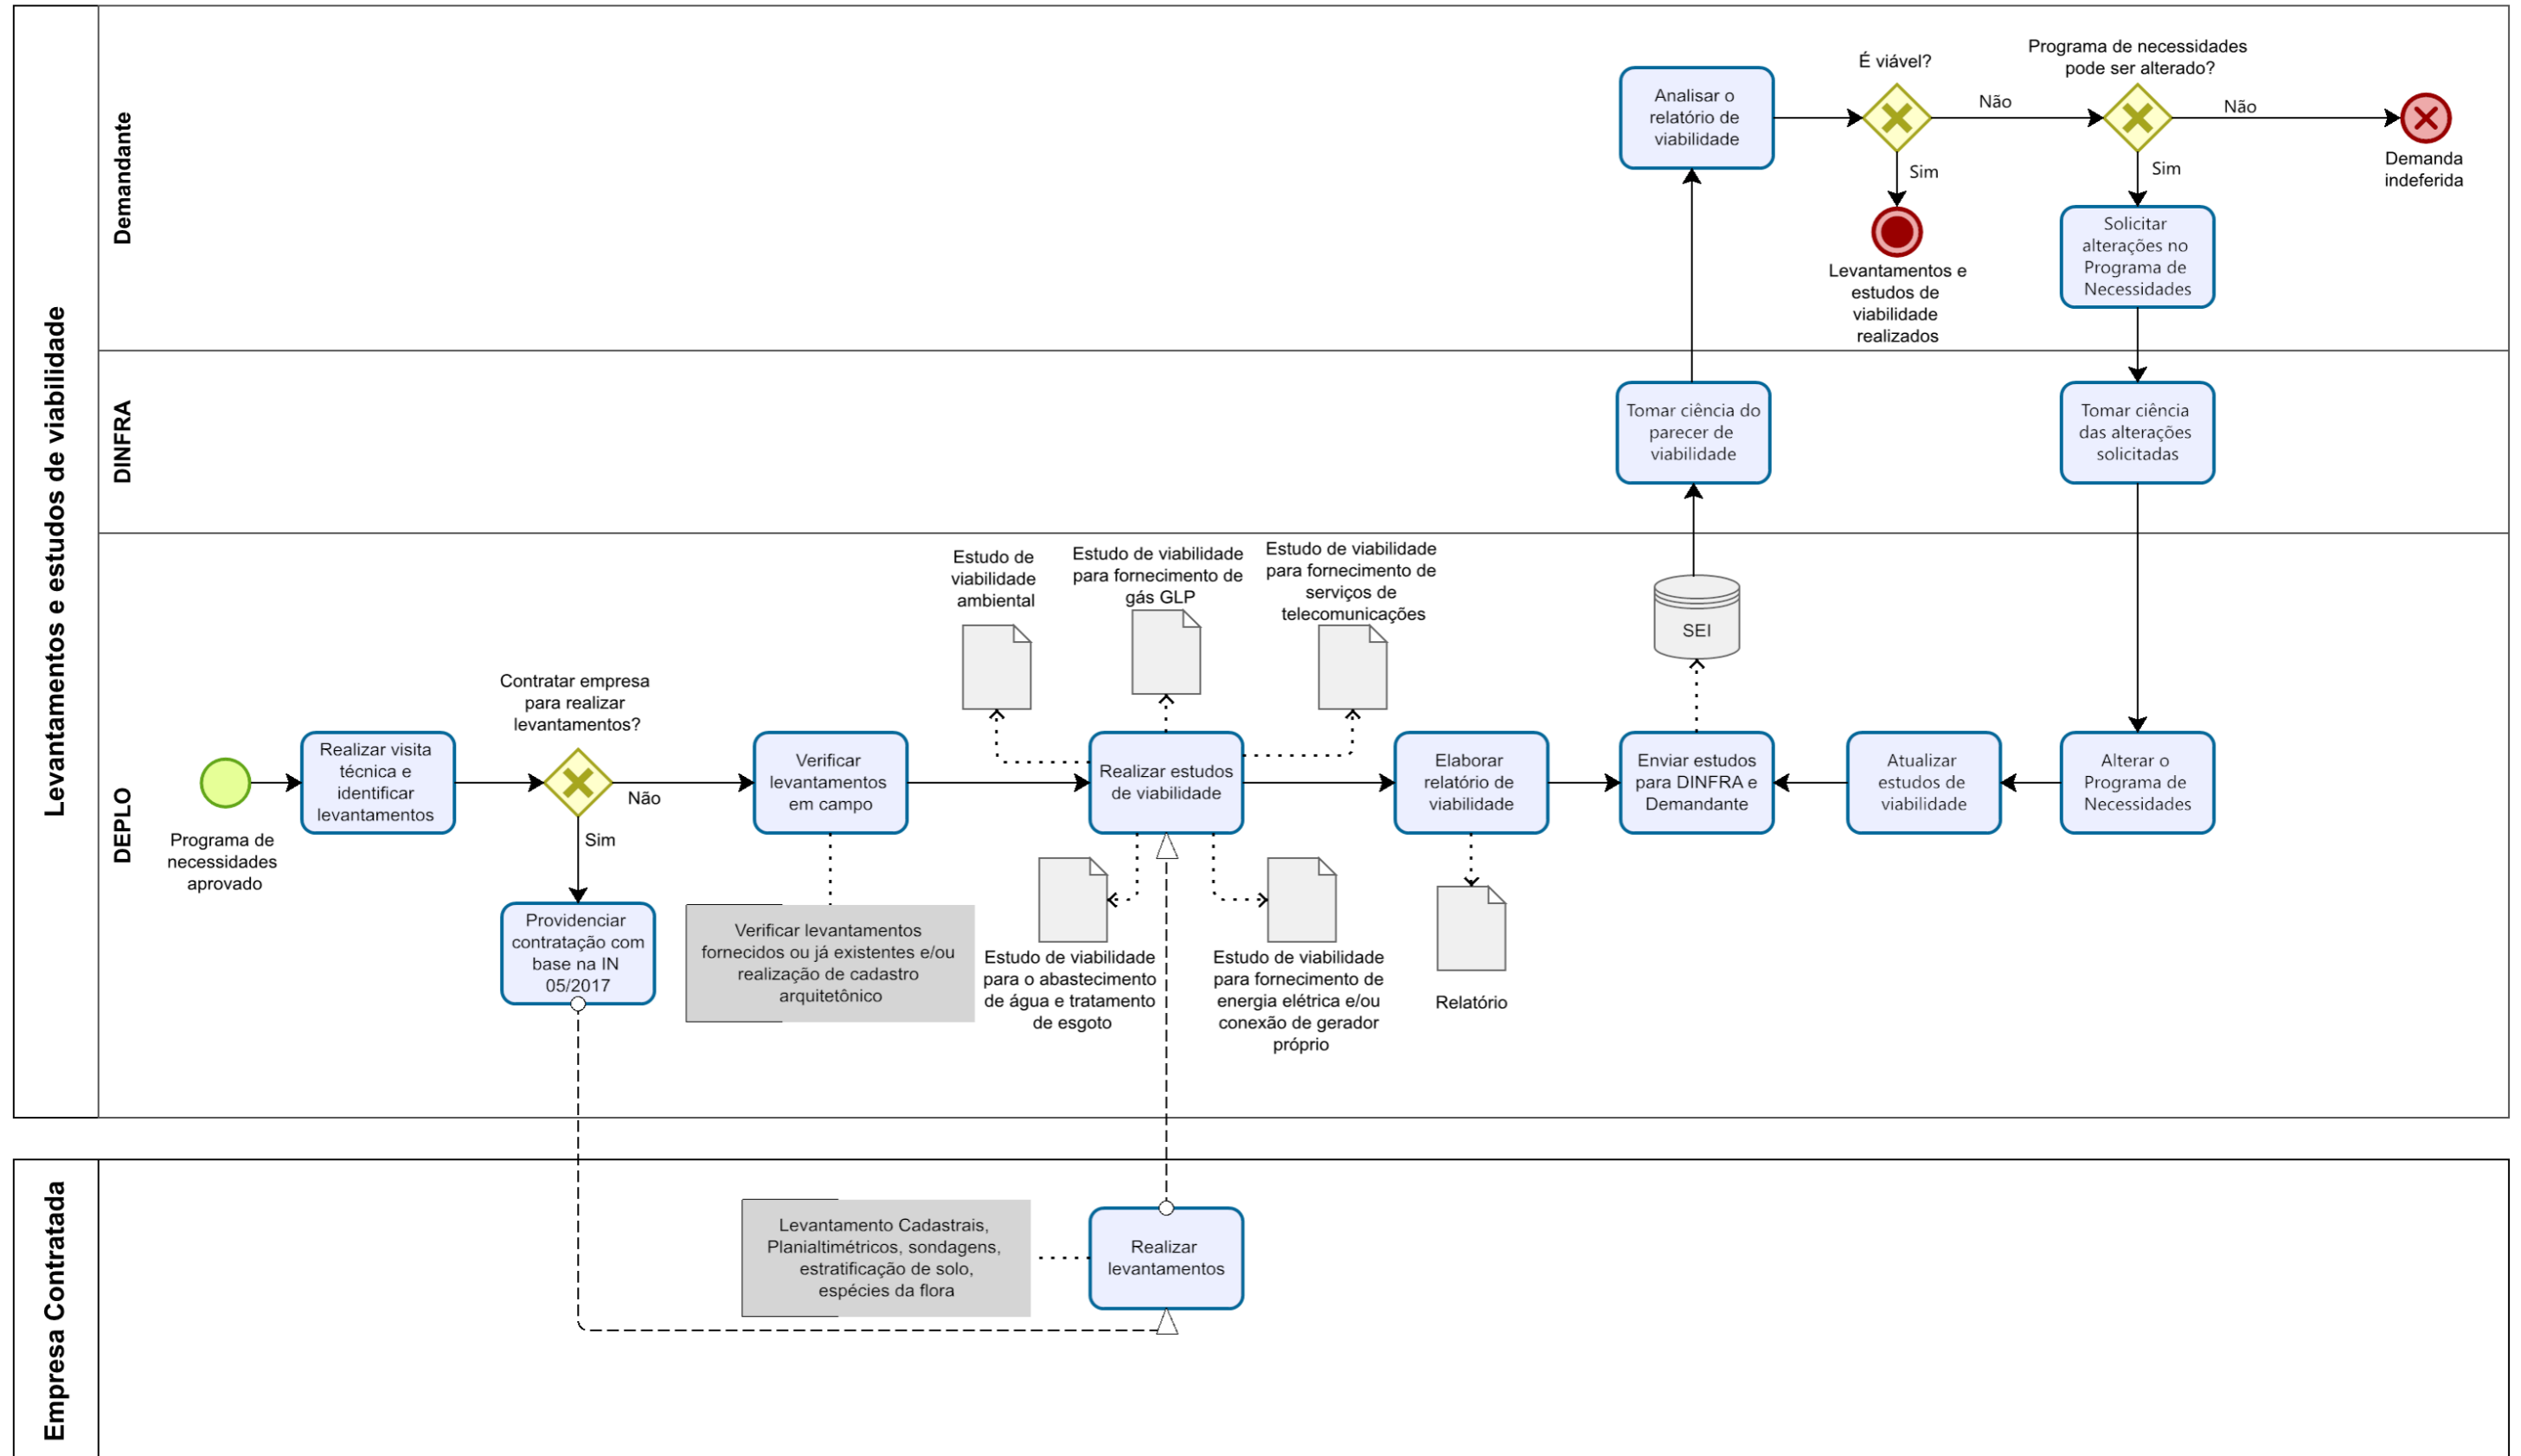 Levantamentos e estudos de viabilidade
Demandante
Analisar o
relatório de
viabilidade
É viável?
Não
Sim
Levantamentos e
estudos de
viabilidade
realizados
Programa de necessidades
pode ser alterado?
Não
Sim
Demanda
indeferida
Solicitar
alterações no
Programa de
Necessidades
DINFRA
Tomar ciência do
parecer de
viabilidade
Tomar ciência
das alterações
solicitadas
DEPLO
Programa de
necessidades
aprovado
Realizar visita
técnica e
identificar
levantamentos
Contratar empresa
para realizar
levantamentos?
Não
Sim
Providenciar
contratação com
base na IN
05/2017
Verificar
levantamentos
em campo
Verificar levantamentos
fornecidos ou já existentes e/ou
realização de cadastro
arquitetônico
Estudo de
viabilidade
ambiental
Estudo de viabilidade
para fornecimento de
gás GLP
Estudo de viabilidade
para fornecimento de
serviços de
telecomunicações
Realizar estudos
de viabilidade
Estudo de viabilidade
para o abastecimento
de água e tratamento
de esgoto
Estudo de viabilidade
para fornecimento de
energia elétrica e/ou
conexão de gerador
próprio
Elaborar
relatório de
viabilidade
Relatório
SEI
Enviar estudos
para DINFRA e
Demandante
Atualizar
estudos de
viabilidade
Alterar o
Programa de
Necessidades
Empresa Contratada
Levantamento Cadastrais,
Planialtimétricos, sondagens,
estratificação de solo,
espécies da flora
Realizar
levantamentos